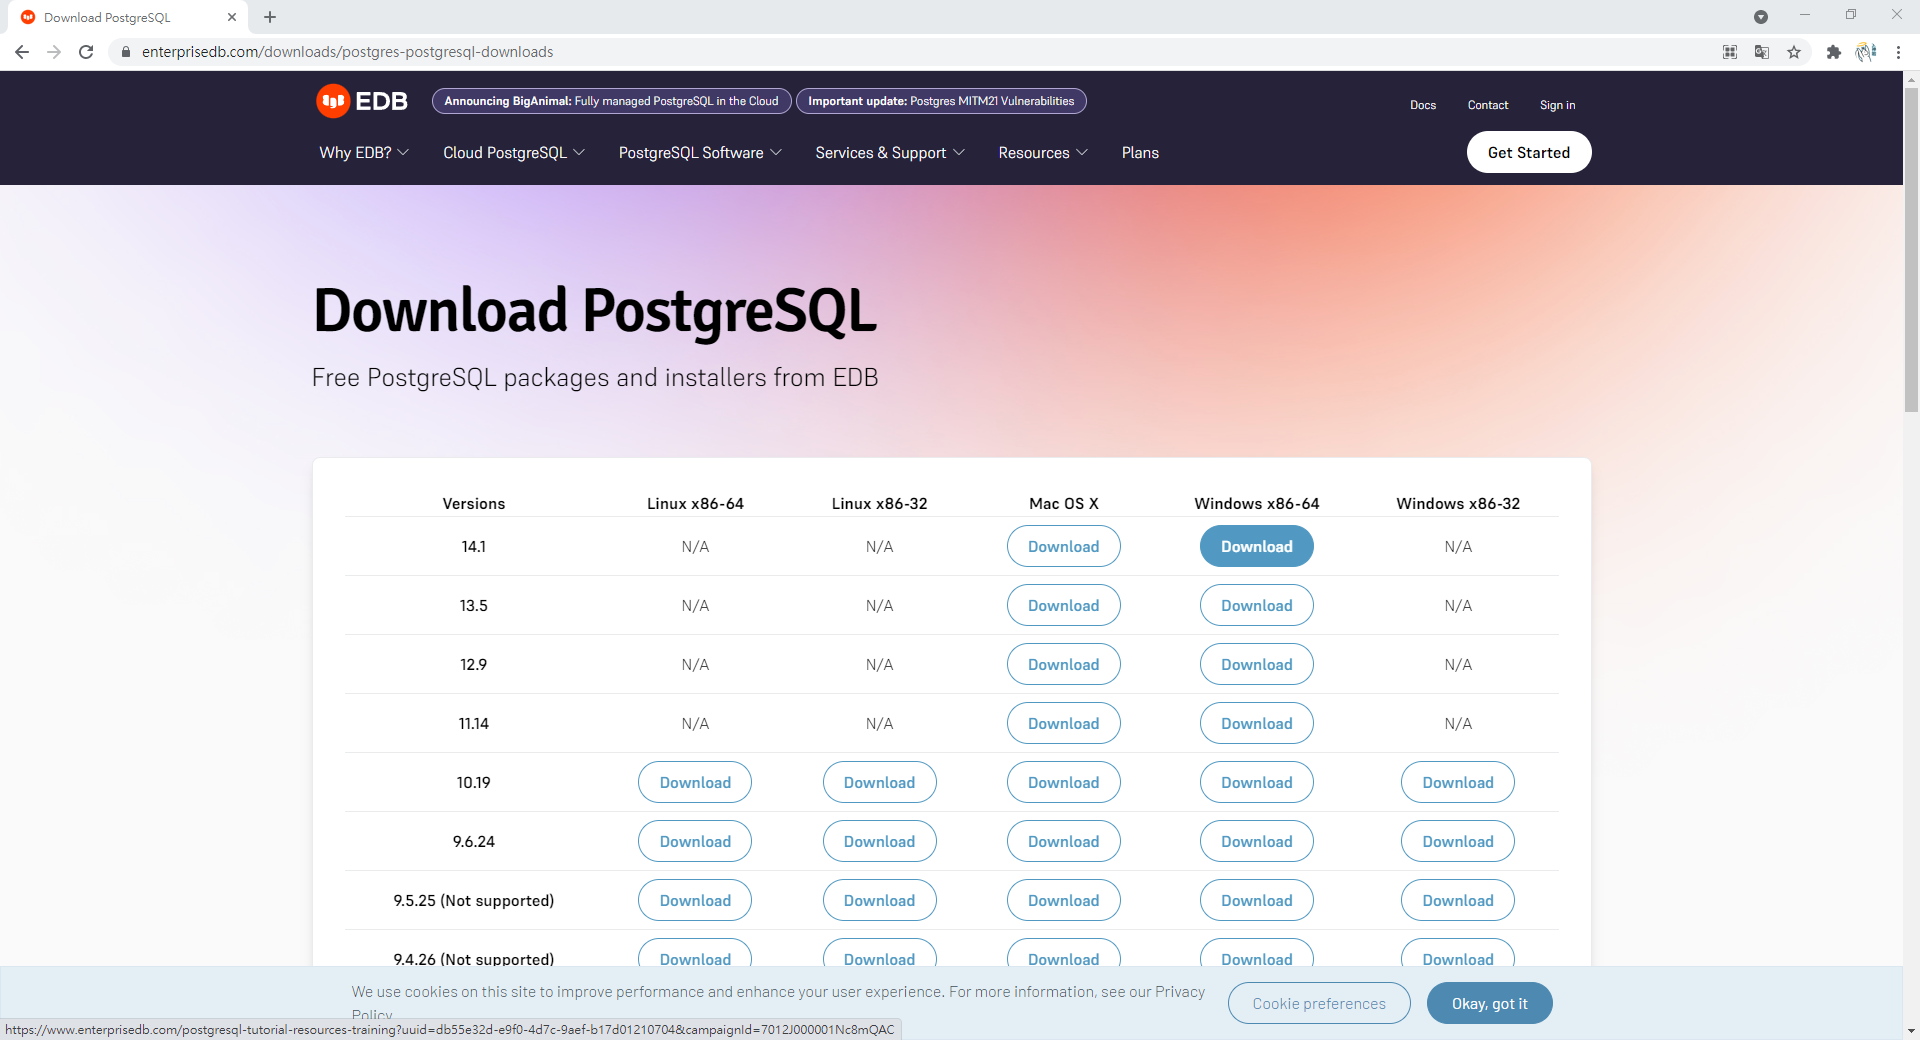 Download PostgreSQL
enterprisedb.com/downloads/postgres-postgresql-downloads
EDB
Announcing BigAnimal: Fully managed PostgreSQL in the Cloud
Important update: Postgres MITM21 Vulnerabilities
Docs Contact Sign in
Why EDB? Cloud PostgreSQL PostgreSQL Software Services & Support Resources Plans
Get Started
Download PostgreSQL
Free PostgreSQL packages and installers from EDB
Versions Linux x86-64 Linux x86-32 Mac OS X Windows x86-64 Windows x86-32
14.1 N/A N/A Download Download N/A
13.5 N/A N/A Download Download N/A
12.9 N/A N/A Download Download N/A
11.14 N/A N/A Download Download N/A
10.19 Download Download Download Download Download
9.6.24 Download Download Download Download Download
9.5.25 (Not supported) Download Download Download Download Download
9.4.26 (Not supported) Download Download Download Download Download
We use cookies on this site to improve performance and enhance your user experience. For more information, see our Privacy
Policy
Cookie preferences Okay, got it
https://www.enterprisedb.com/postgresql-tutorial-resources-training?uuid=db55e32d-e9f0-4d7c-9aef-b17d01210704&campaignId=7012J000001Nc8mQAC